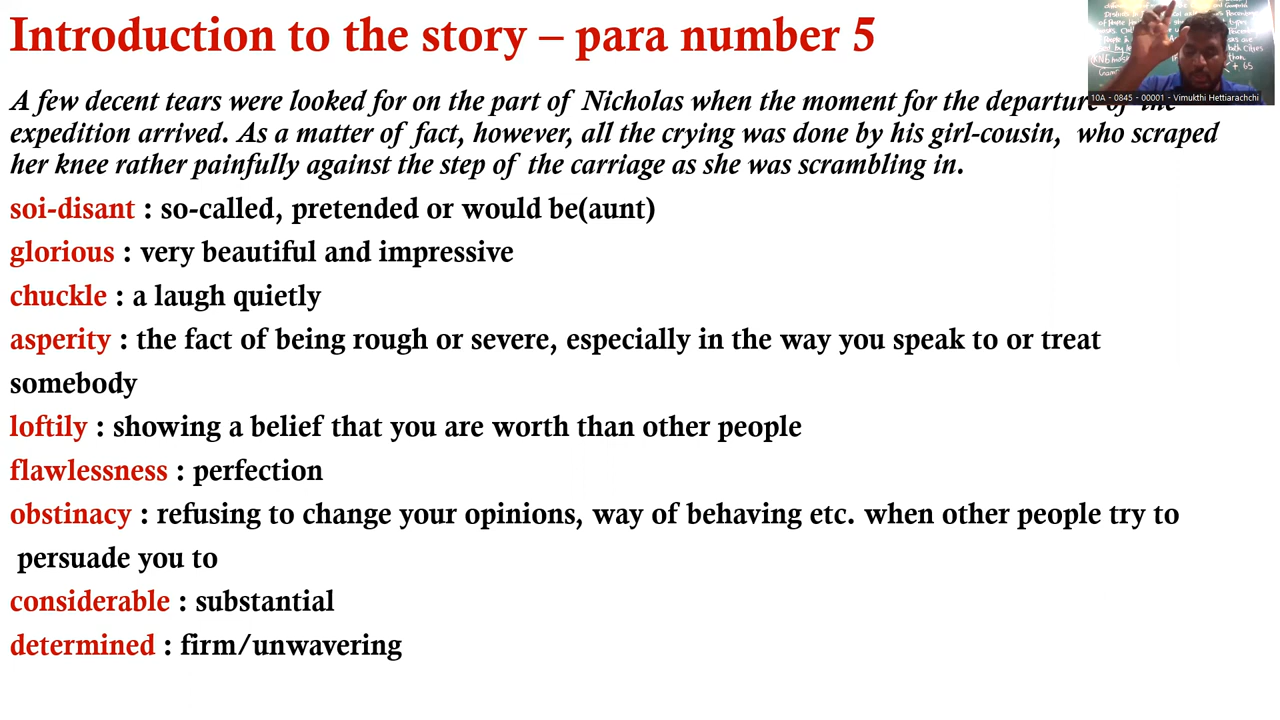 Introduction to the story – para number 5
A few decent tears were looked for on the part of Nicholas when the moment for the departure of the
expedition arrived. As a matter of fact, however, all the crying was done by his girl-cousin, who scraped
her knee rather painfully against the step of the carriage as she was scrambling in.
soi-disant : so-called, pretended or would be(aunt)
glorious : very beautiful and impressive
chuckle : a laugh quietly
asperity : the fact of being rough or severe, especially in the way you speak to or treat
somebody
loftily : showing a belief that you are worth than other people
flawlessness : perfection
obstinacy : refusing to change your opinions, way of behaving etc. when other people try to
persuade you to
considerable : substantial
determined : firm/unwavering
10A - 0845 - 00001 - Vimukthi Hettiarachchi